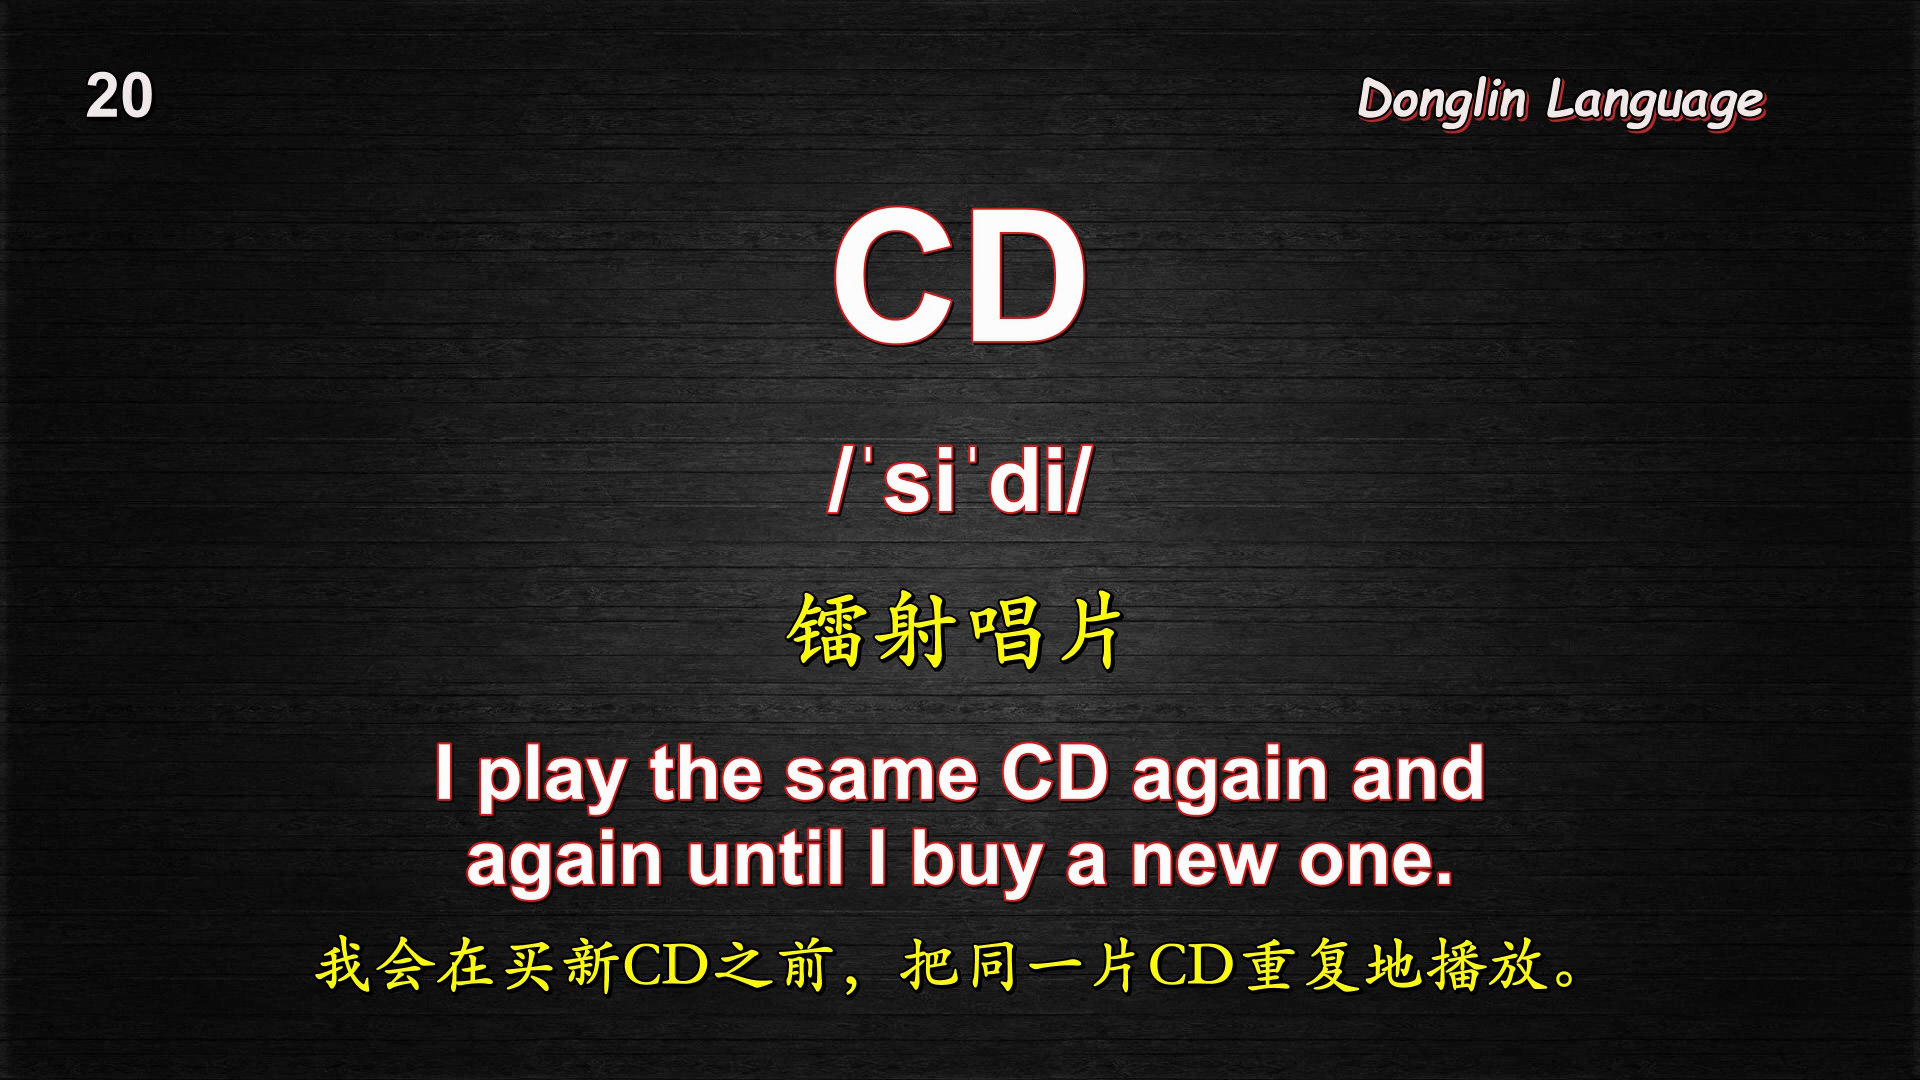 20
Donglin Language
CD
/ˈsiˈdi/
镭射唱片
I play the same CD again and
again until I buy a new one.
我会在买新CD之前，把同一片CD重复地播放。